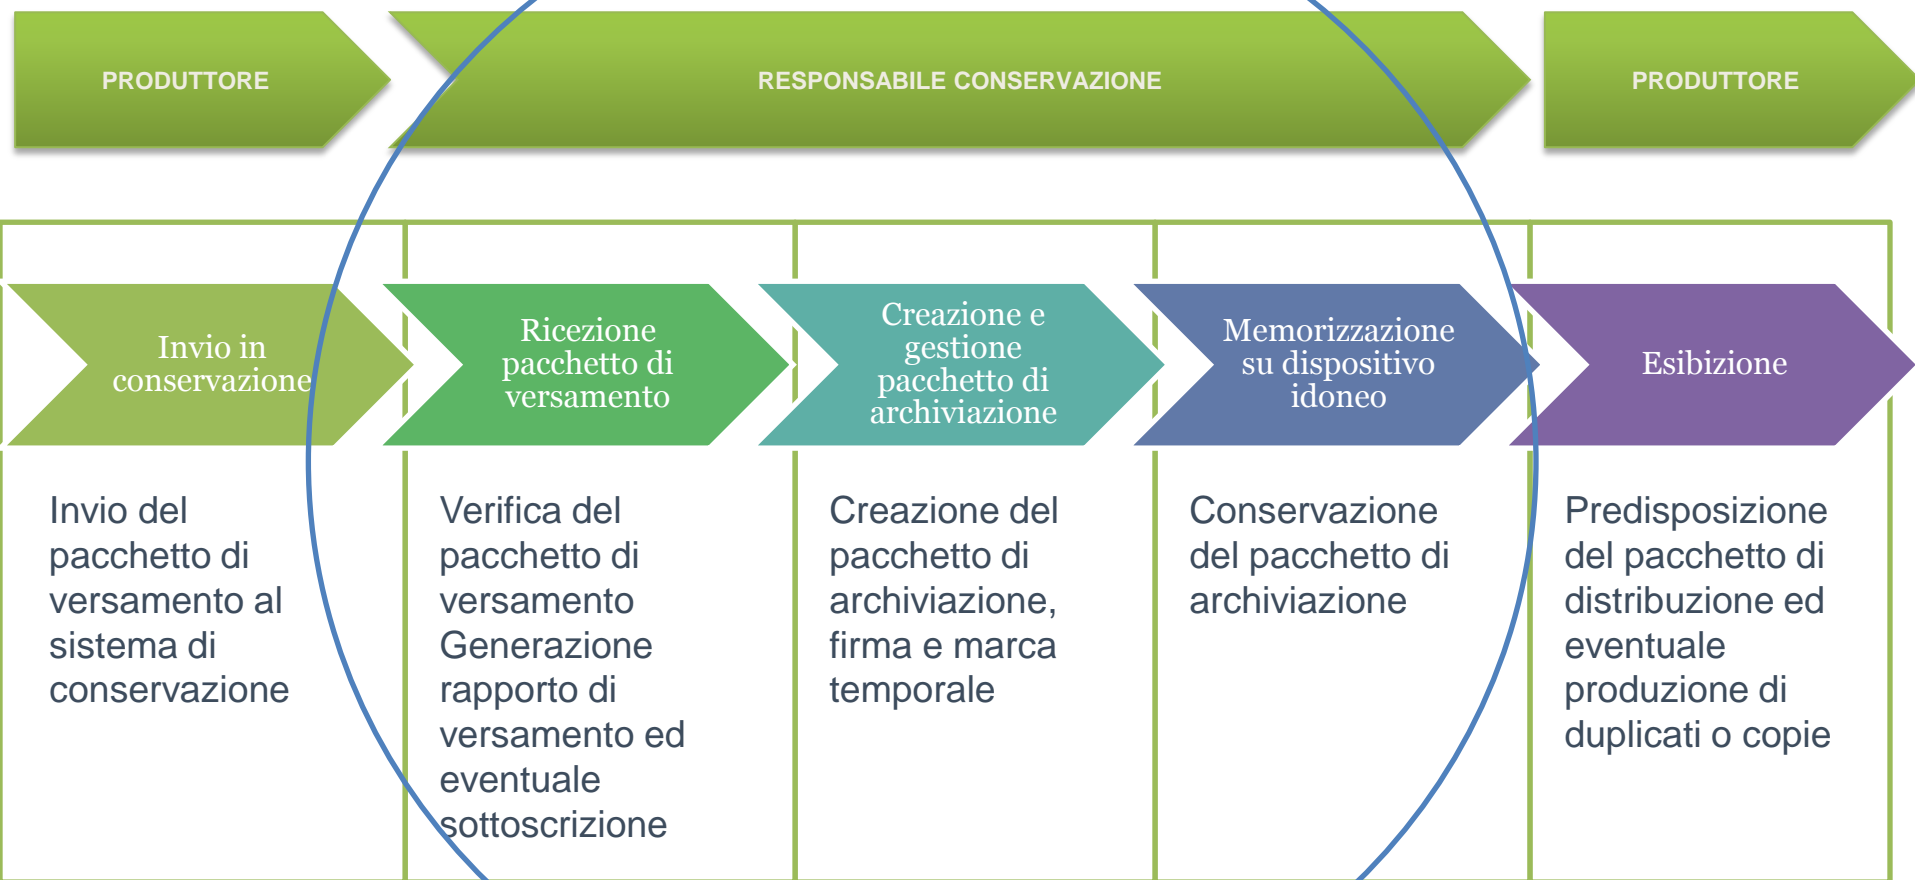 PRODUTTORE
RESPONSABILE CONSERVAZIONE
PRODUTTORE
Invio in
conservazione
Ricezione
pacchetto di
versamento
Creazione e
gestione
pacchetto di
archiviazione
Memorizzazione
su dispositivo
idoneo
Esibizione
Invio del
pacchetto di
versamento al
sistema di
conservazione
Verifica del
pacchetto di
versamento
Generazione
rapporto di
versamento ed
eventuale
sottoscrizione
Creazione del
pacchetto di
archiviazione,
firma e marca
temporale
Conservazione
del pacchetto di
archiviazione
Predisposizione
del pacchetto di
distribuzione ed
eventuale
produzione di
duplicati o copie